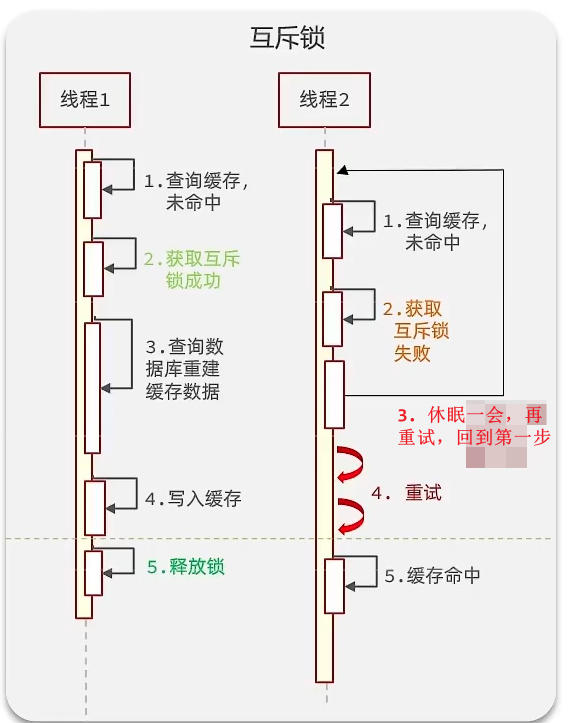 互斥锁
线程1
线程2
1.查询缓存,
未命中
2.获取互斥
锁成功
3.查询数
据库重建
缓存数据
4.写入缓存
5.释放锁
1.查询缓存,
未命中
2.获取
互斥锁
失败
3. 休眠一会，再
重试，回到第一步
4. 重试
5.缓存命中